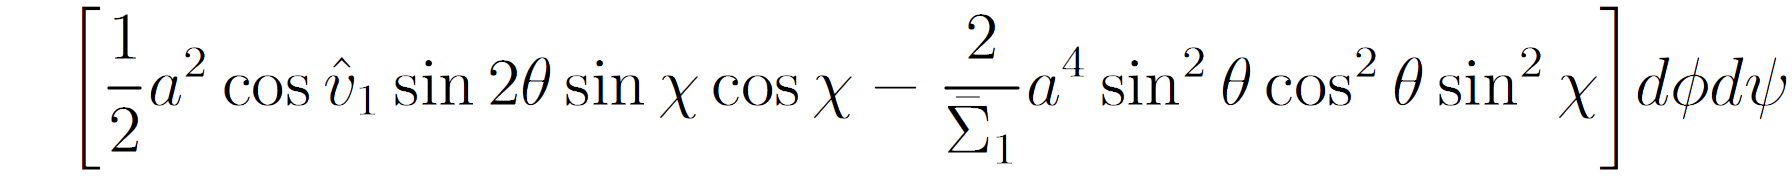 \left[ \frac{1}{2} a^2 \cos \hat{v}_1 \sin 2\theta \sin \chi \cos \chi - \frac{2}{\overline{\Sigma}_1} a^4 \sin^2 \theta \cos^2 \theta \sin^2 \chi \right] d\phi d\psi